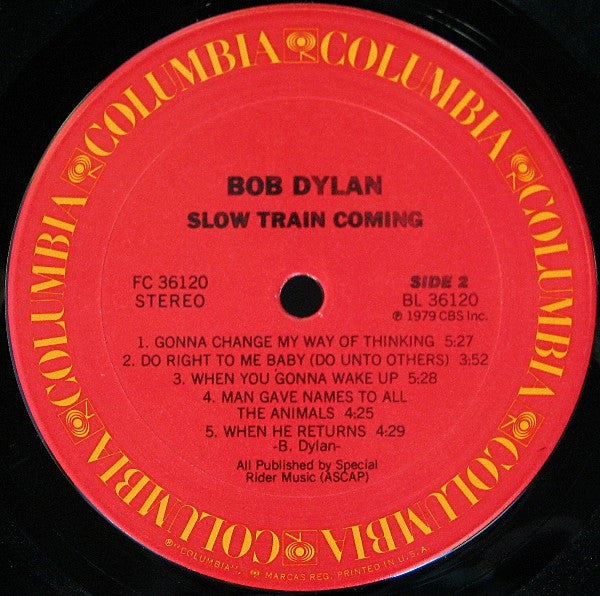 COLUMBIA COLUMBIA COLUMBIA COLUMBIA COLUMBIA COLUMBIA
BOB DYLAN
SLOW TRAIN COMING
FC 36120
STEREO
SIDE 2
BL 36120
℗ 1979 CBS Inc.
1. GONNA CHANGE MY WAY OF THINKING 5:27
2. DO RIGHT TO ME BABY (DO UNTO OTHERS) 3:52
3. WHEN YOU GONNA WAKE UP 5:28
4. MAN GAVE NAMES TO ALL
THE ANIMALS 4:25
5. WHEN HE RETURNS 4:29
-B. Dylan-
All Published by Special
Rider Music (ASCAP)
®"COLUMBIA", MARCAS REG. PRINTED IN U.S.A.